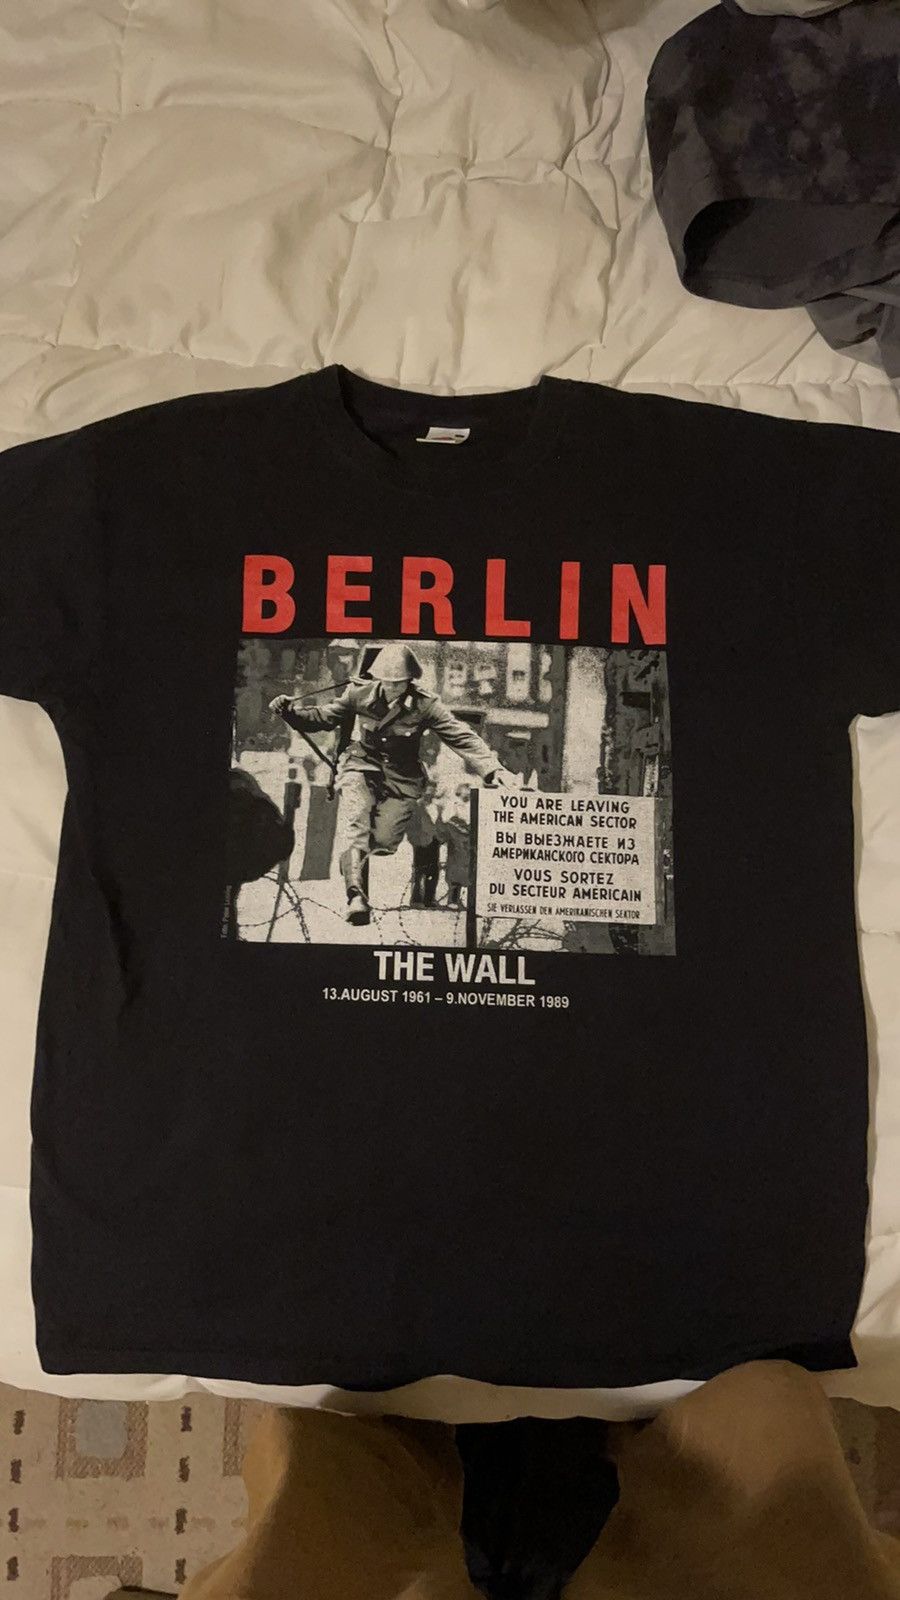 BERLIN
YOU ARE LEAVING
THE AMERICAN SECTOR
ВЫ ВЫЕЗЖАЕТЕ ИЗ
АМЕРИКАНСКОГО СЕКТОРА
VOUS SORTEZ
DU SECTEUR AMÉRICAIN
SIE VERLASSEN DEN AMERIKANISCHEN SEKTOR
THE WALL
13.AUGUST 1961 – 9.NOVEMBER 1989